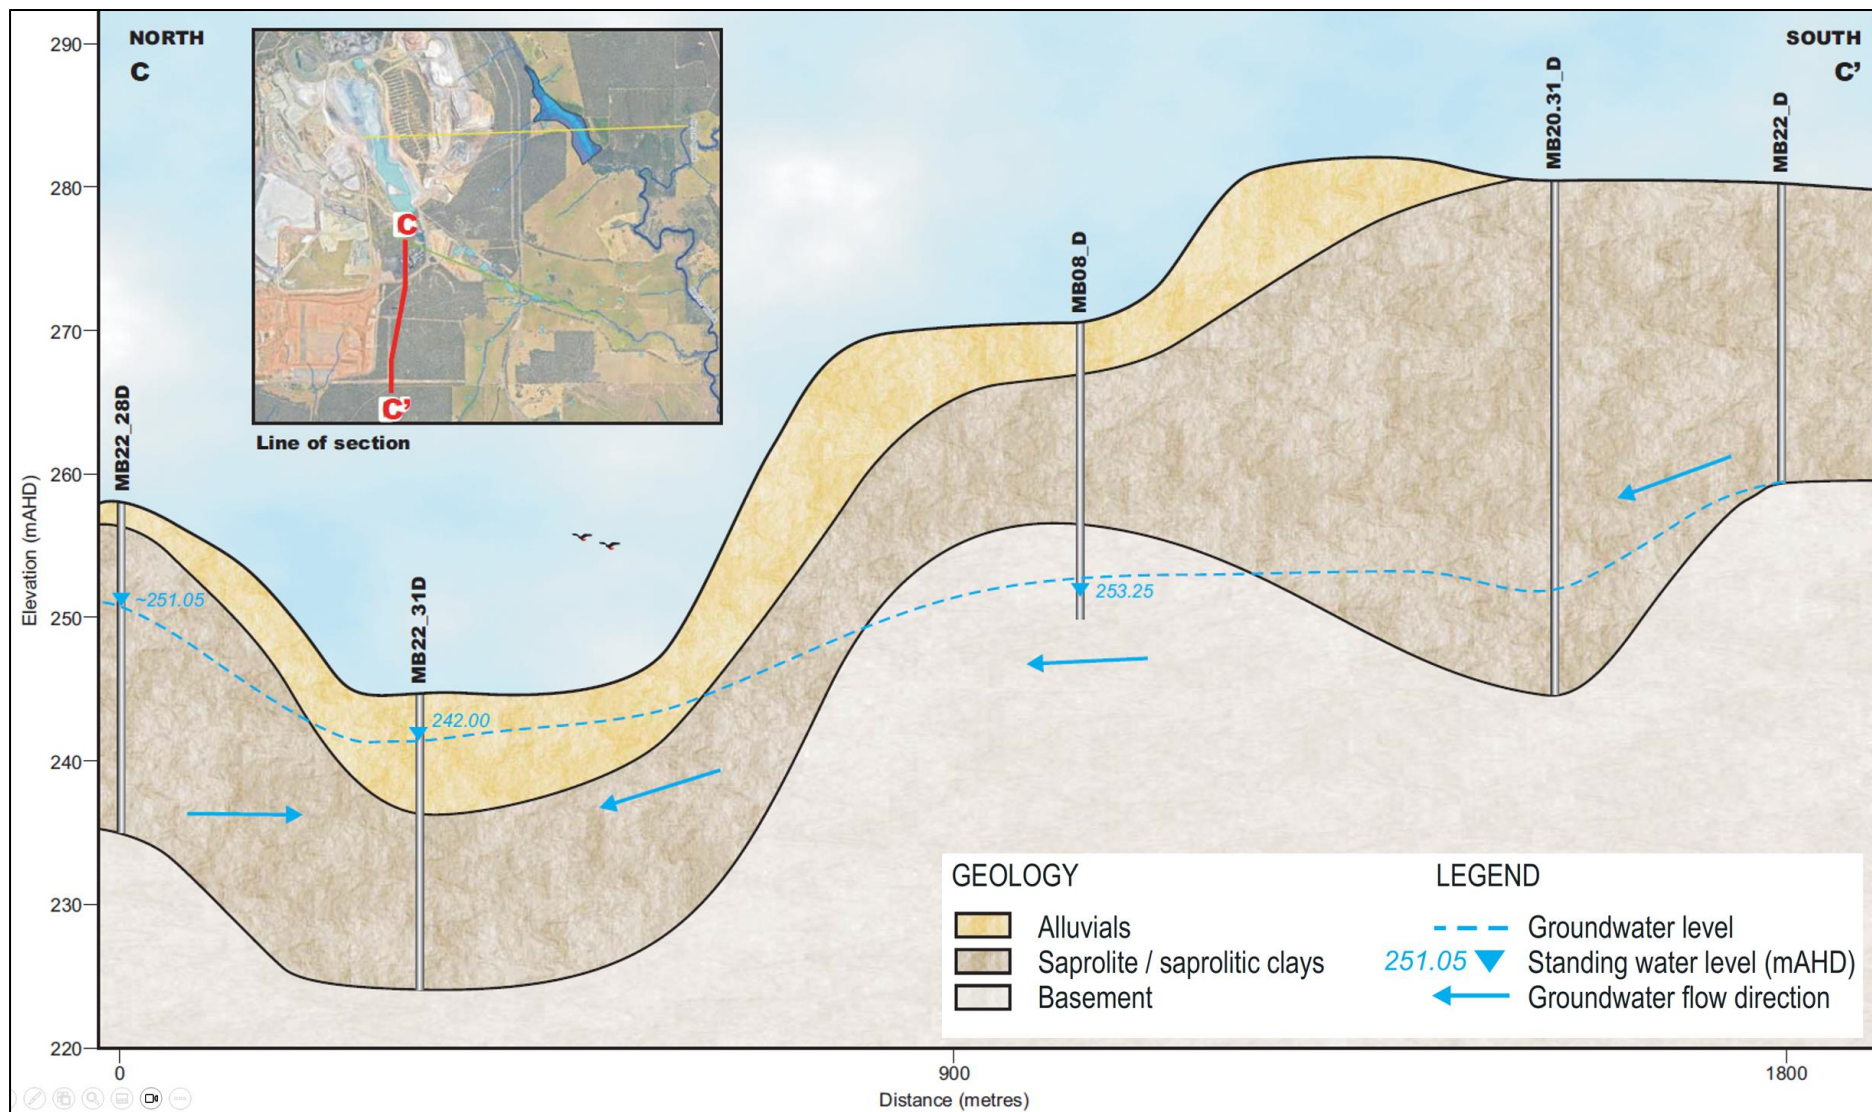 NORTH
C
SOUTH
C'
290
280
270
260
250
240
230
220
Elevation (mAHD)
C
C'
Line of section
MB22_28D
MB22_31D
MB08_D
MB20.31_D
MB22_D
~251.05
242.00
253.25
GEOLOGY
Alluvials
Saprolite / saprolitic clays
Basement
LEGEND
Groundwater level
251.05
Standing water level (mAHD)
Groundwater flow direction
0
900
1800
Distance (metres)